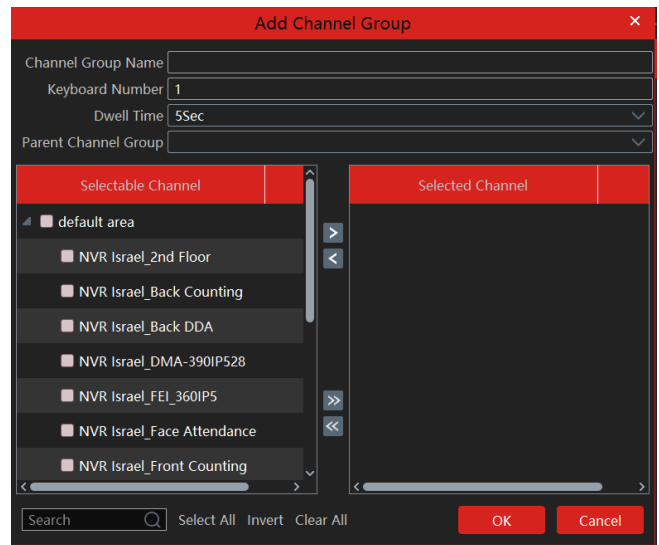 Add Channel Group
Channel Group Name
Keyboard Number 1
Dwell Time 5Sec
Parent Channel Group
Selectable Channel
Selected Channel
default area
NVR Israel_2nd Floor
NVR Israel_Back Counting
NVR Israel_Back DDA
NVR Israel_DMA-390IP528
NVR Israel_FEI_360IP5
NVR Israel_Face Attendance
NVR Israel_Front Counting
Search Select All Invert Clear All OK Cancel